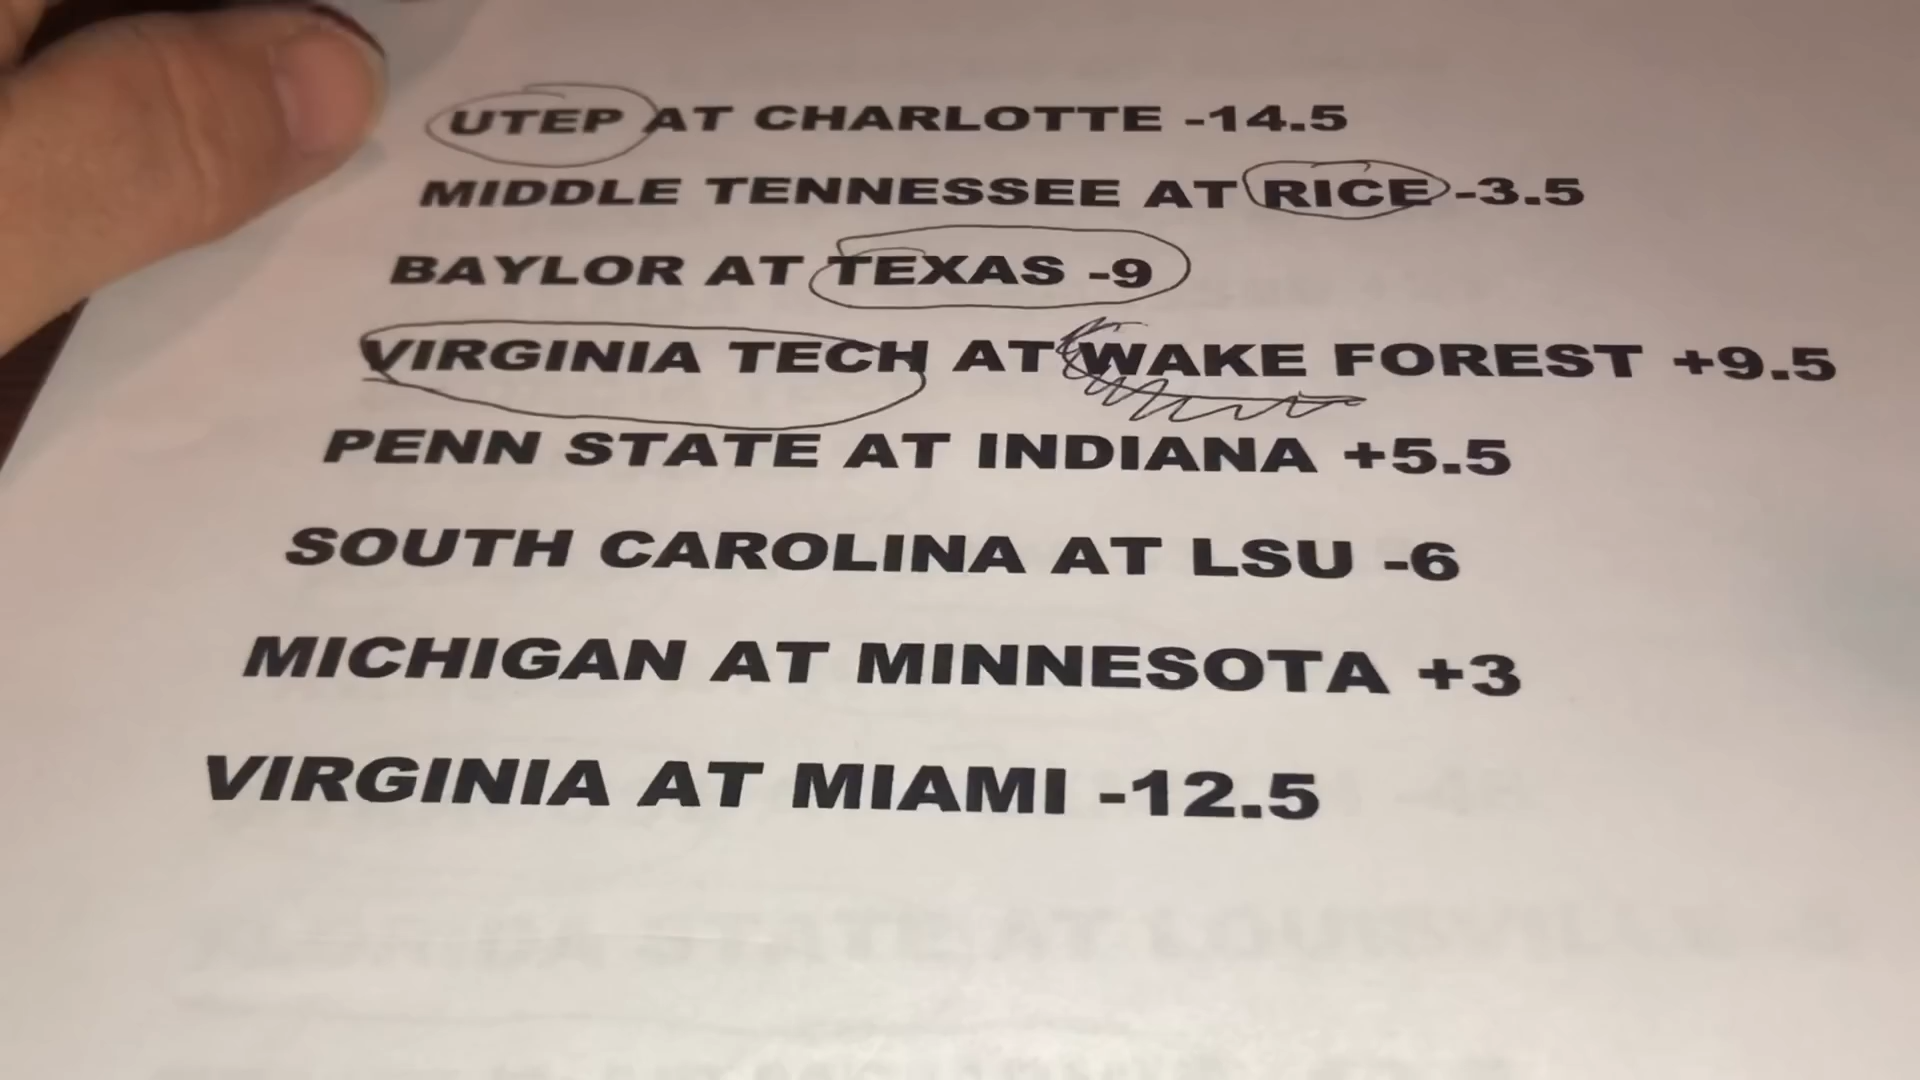 UTEP AT CHARLOTTE -14.5
MIDDLE TENNESSEE AT RICE -3.5
BAYLOR AT TEXAS -9
VIRGINIA TECH AT WAKE FOREST +9.5
PENN STATE AT INDIANA +5.5
SOUTH CAROLINA AT LSU -6
MICHIGAN AT MINNESOTA +3
VIRGINIA AT MIAMI -12.5